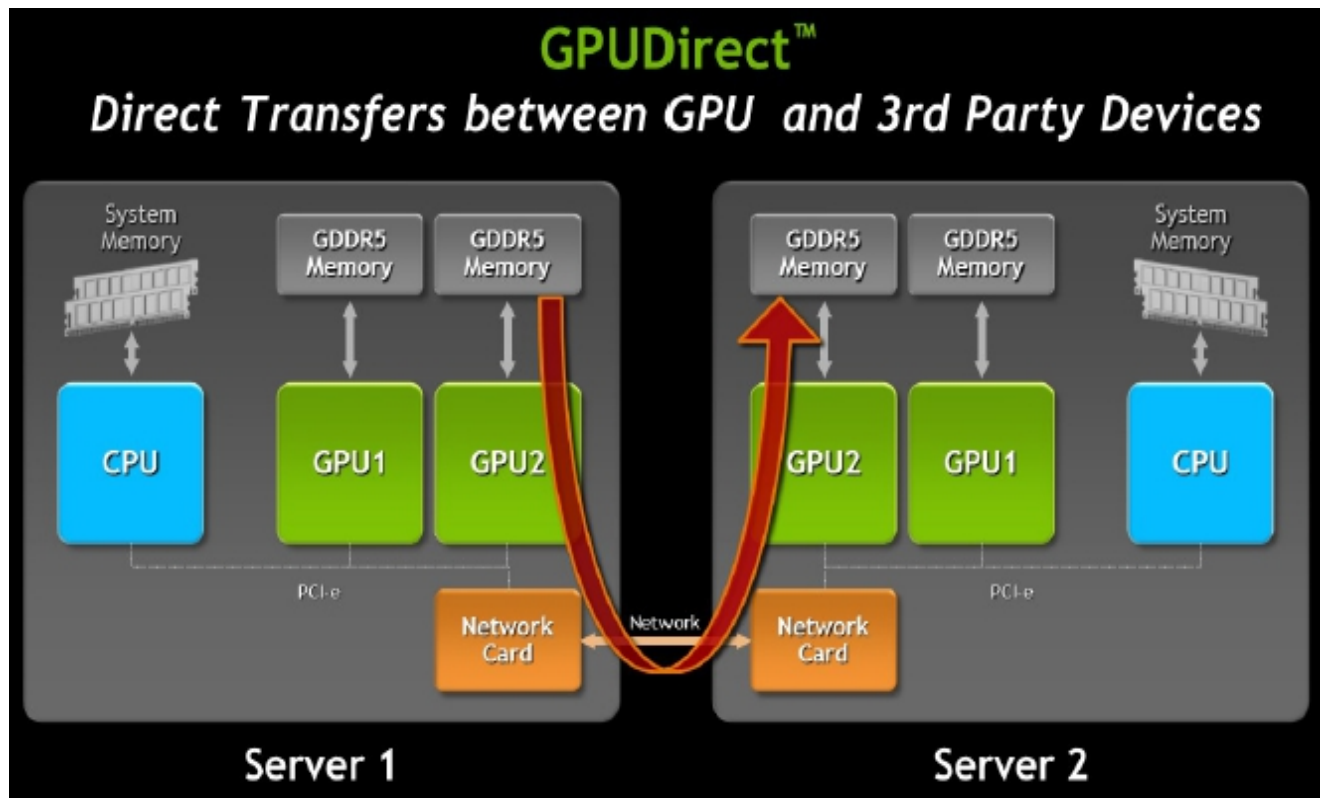 GPUDirect™
Direct Transfers between GPU and 3rd Party Devices
System
Memory
GDDR5
Memory
GDDR5
Memory
CPU
GPU1
GPU2
PCI-e
Network
Card
Server 1
Network
GDDR5
Memory
GDDR5
Memory
System
Memory
GPU2
GPU1
CPU
PCI-e
Network
Card
Server 2